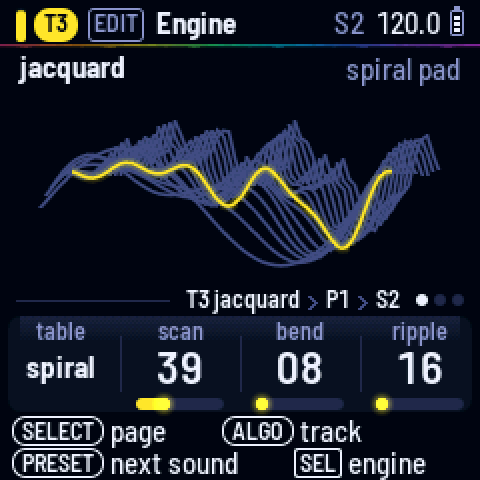 T3 EDIT Engine S2 120.0
jacquard spiral pad
T3 jacquard > P1 > S2
table scan bend ripple
spiral 39 08 16
SELECT page ALGO track
PRESET next sound SEL engine